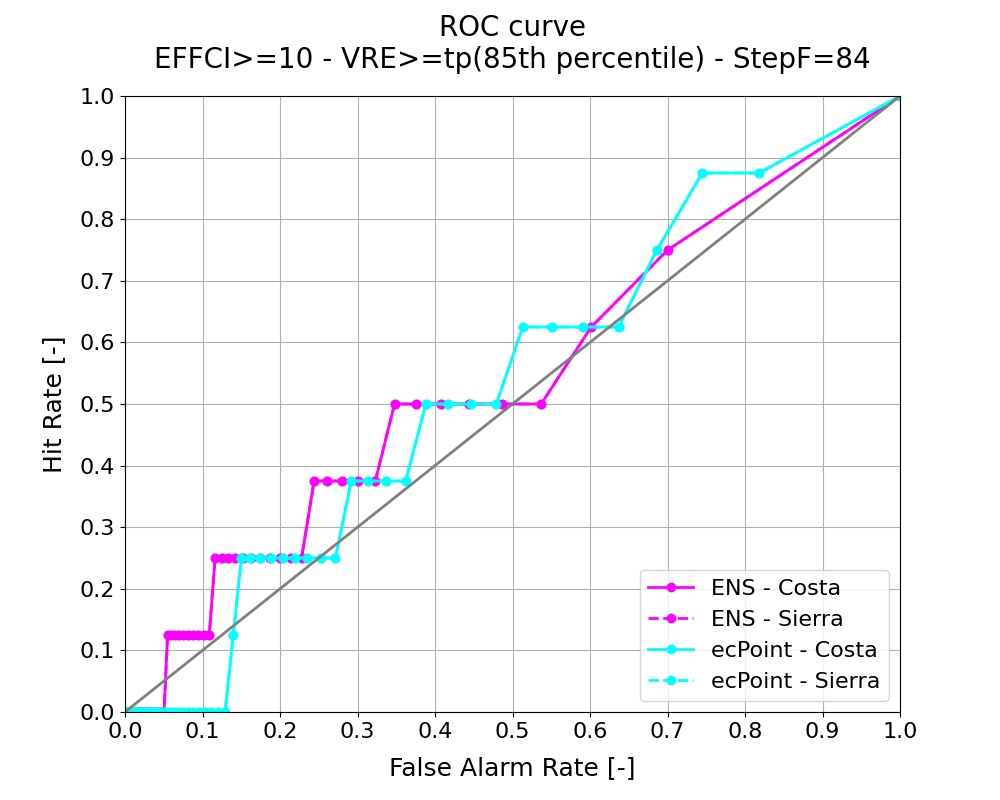 ROC curve
EFFCI>=10 - VRE>=tp(85th percentile) - StepF=84
1.0
0.9
0.8
0.7
0.6
0.5
0.4
0.3
0.2
0.1
0.0
Hit Rate [-]
ENS - Costa
ENS - Sierra
ecPoint - Costa
ecPoint - Sierra
0.0 0.1 0.2 0.3 0.4 0.5 0.6 0.7 0.8 0.9 1.0
False Alarm Rate [-]